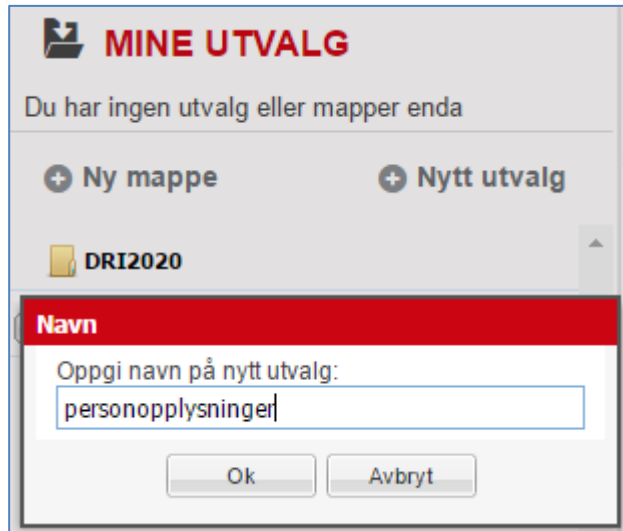 MINE UTVALG
Du har ingen utvalg eller mapper enda
Ny mappe Nytt utvalg
DRI2020
Navn
Oppgi navn på nytt utvalg:
personopplysninger
Ok Avbryt